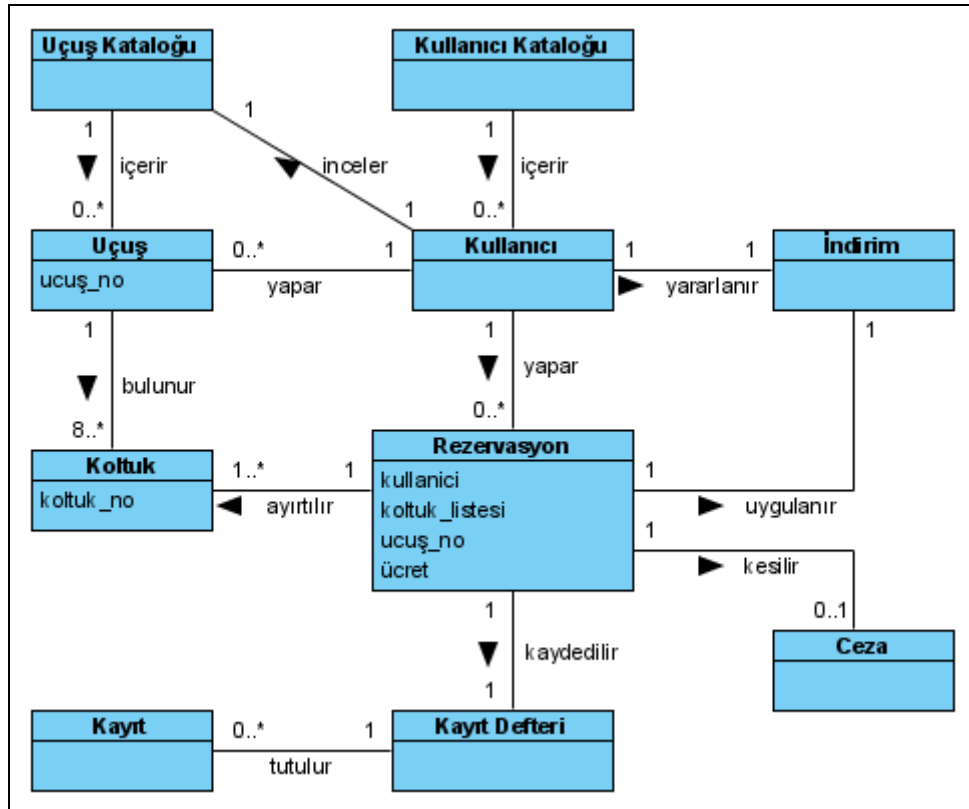 Uçuş Kataloğu
Kullanıcı Kataloğu
1
1
1
içerir
inceler
içerir
0..*
1
0..*
Uçuş
ucuş_no
0..*
1
yapar
Kullanıcı
1
1
yararlanır
İndirim
1
1
1
bulunur
yapar
8..*
0..*
Koltuk
koltuk_no
1..*
1
ayırtılır
Rezervasyon
kullanici
koltuk_listesi
ucuş_no
ücret
1
uygulanır
1
kesilir
0..1
Ceza
1
kaydedilir
1
Kayıt
0..*
1
tutulur
Kayıt Defteri